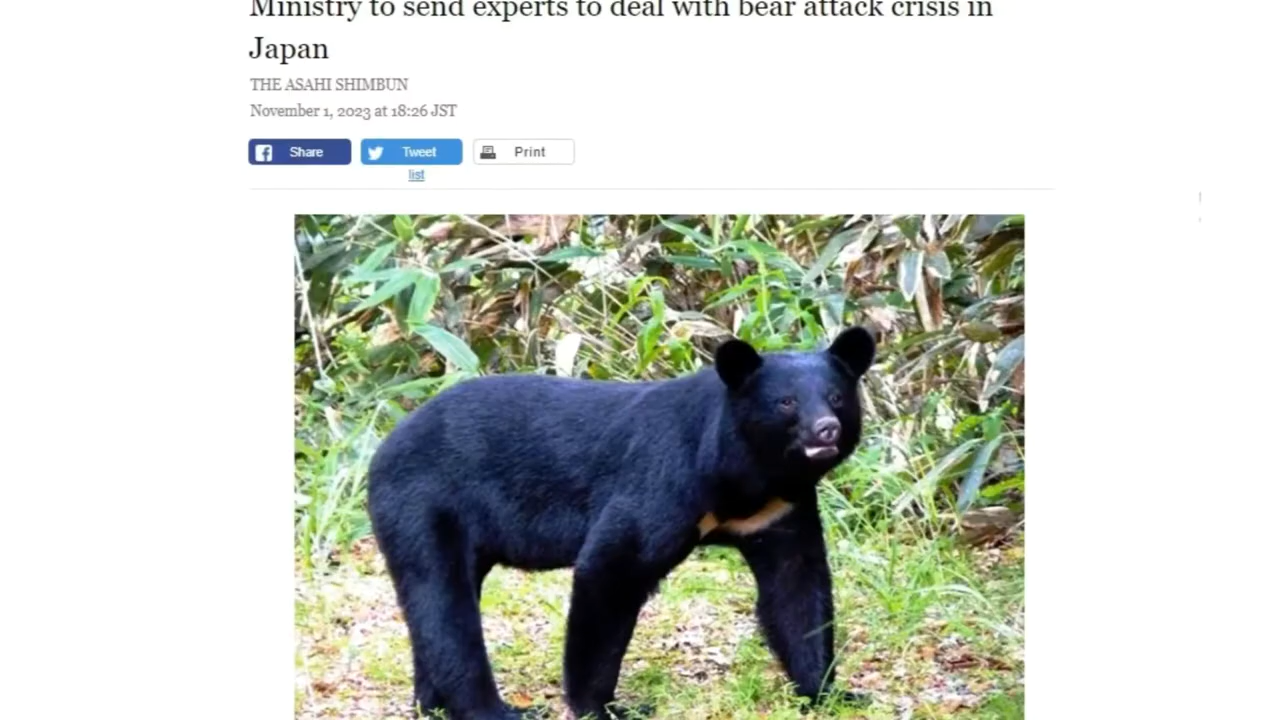 Ministry to send experts to deal with bear attack crisis in
Japan
THE ASAHI SHIMBUN
November 1, 2023 at 18:26 JST
Share
Tweet
Print
list